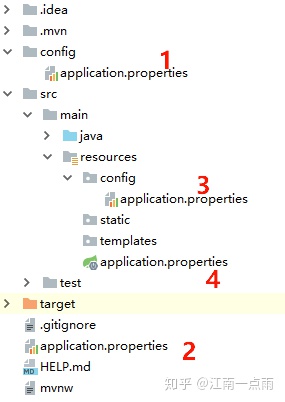 .idea
.mvn
config
1
application.properties
src
main
java
resources
config
3
application.properties
static
templates
application.properties
4
test
target
.gitignore
application.properties
2
HELP.md
mvnw
知乎 @江南一点雨